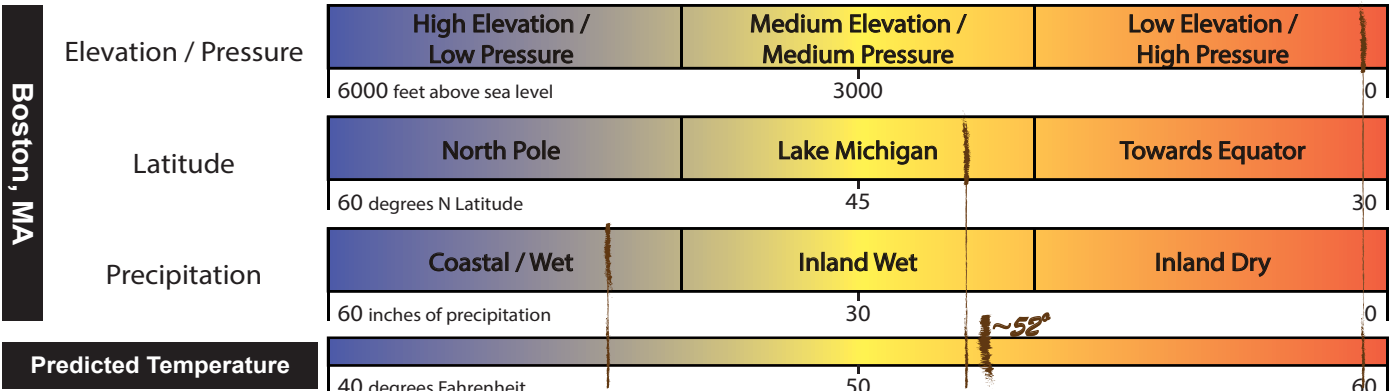 Boston, MA
Elevation / Pressure
High Elevation / Low Pressure
Medium Elevation / Medium Pressure
Low Elevation / High Pressure
6000 feet above sea level
3000
0
Latitude
North Pole
Lake Michigan
Towards Equator
60 degrees N Latitude
45
30
Precipitation
Coastal / Wet
Inland Wet
Inland Dry
60 inches of precipitation
30
0
~52°
Predicted Temperature
40 degrees Fahrenheit
50
60